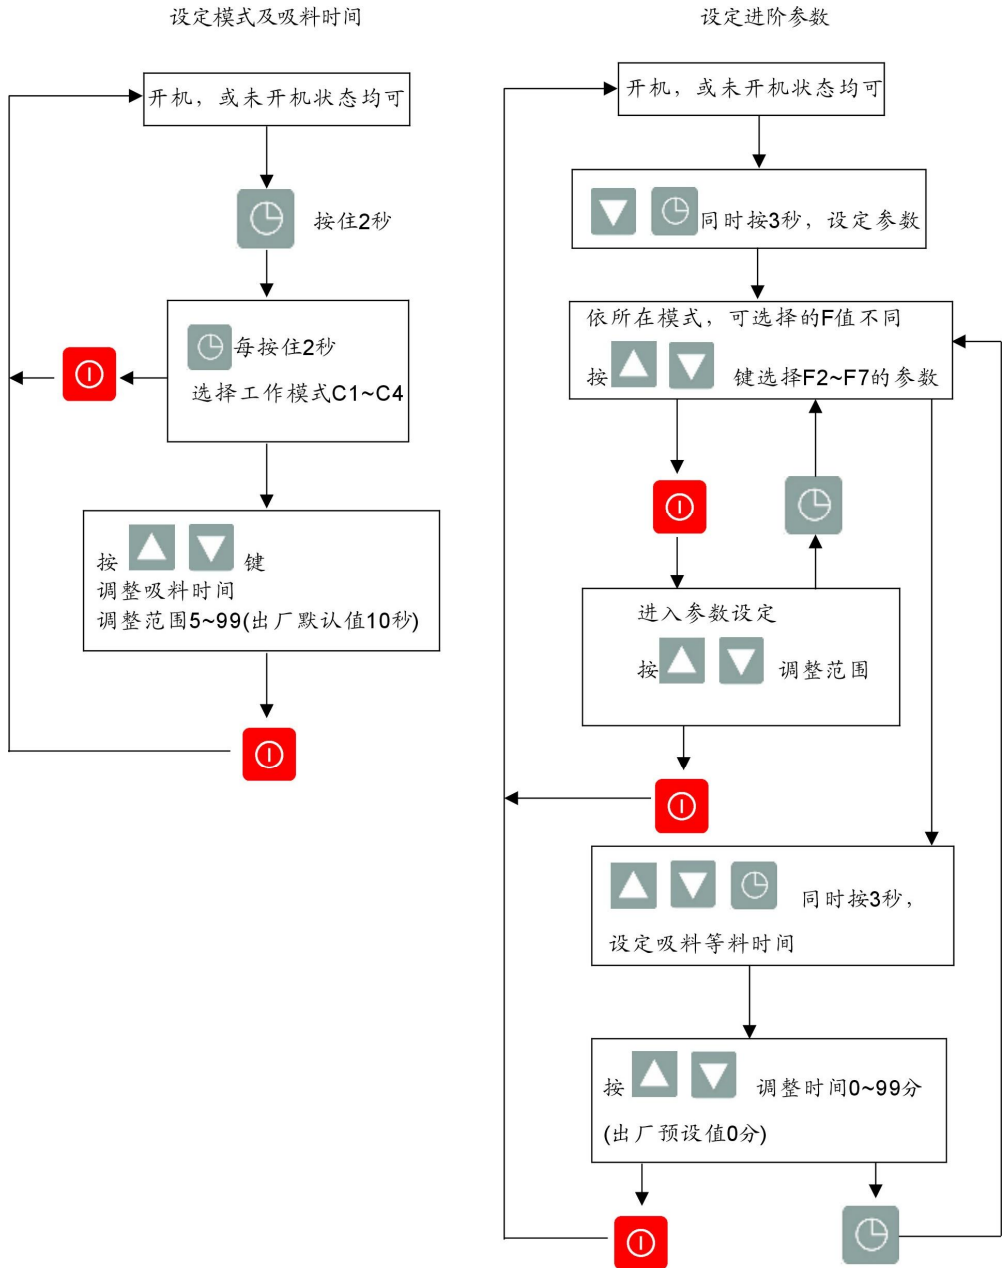 设定模式及吸料时间
开机，或未开机状态均可
按住2秒
每按住2秒
选择工作模式C1~C4
按 键
调整吸料时间
调整范围5~99(出厂默认值10秒)
设定进阶参数
开机，或未开机状态均可
同时按3秒，设定参数
依所在模式，可选择的F值不同
按 键选择F2~F7的参数
进入参数设定
按 调整范围
同时按3秒，
设定吸料等料时间
按 调整时间0~99分
(出厂预设值0分)